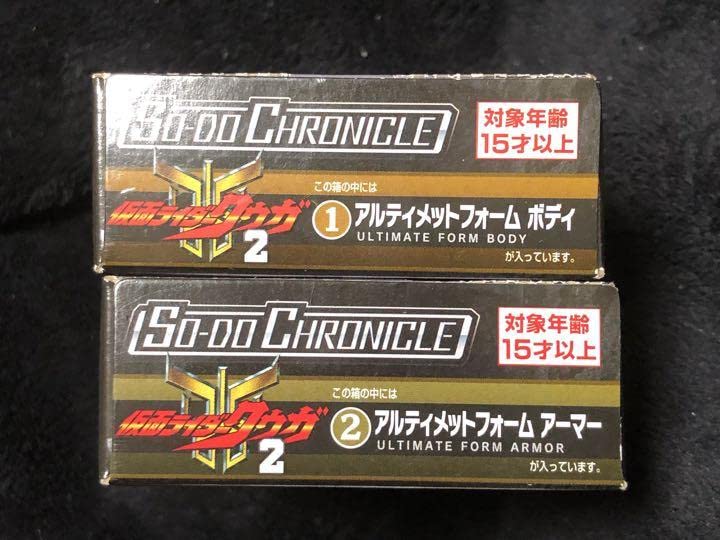 SO-DO CHRONICLE
対象年齢
15才以上
この箱の中には
仮面ライダークウガ
2
① アルティメットフォーム ボディ
ULTIMATE FORM BODY
が入っています。
SO-DO CHRONICLE
対象年齢
15才以上
この箱の中には
仮面ライダークウガ
2
② アルティメットフォーム アーマー
ULTIMATE FORM ARMOR
が入っています。